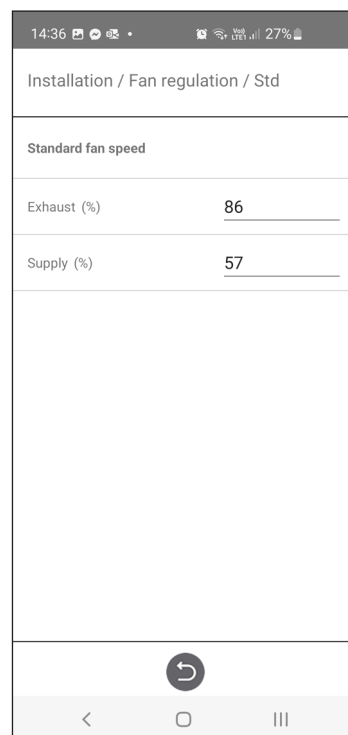 14:36 27%
Installation / Fan regulation / Std
Standard fan speed
Exhaust (%) 86
Supply (%) 57